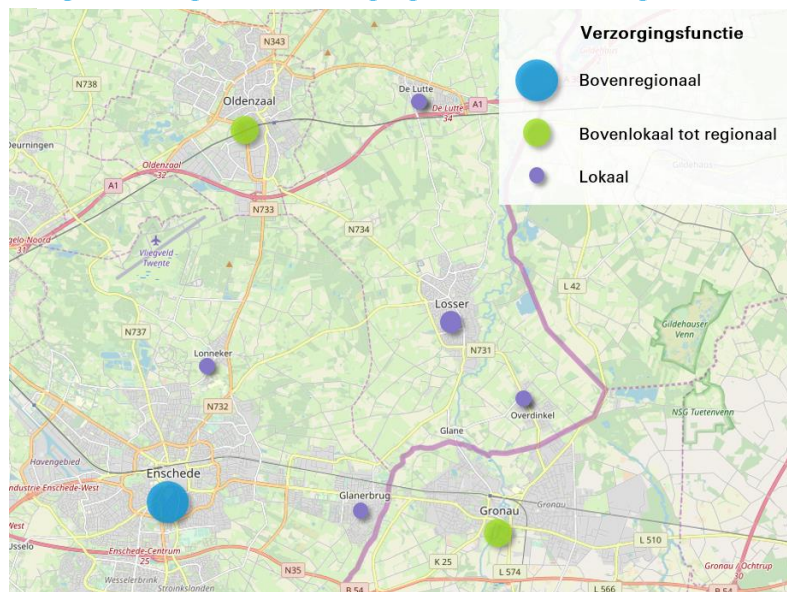 Verzorgingsfunctie
Bovenregionaal
Bovenlokaal tot regionaal
Lokaal
N343
N738
Oldenzaal
De Lutte
De Lutte
34
A1
Deurningen
Oldenzaal
32
A1
N733
N734
Vliegveld
Twente
L 42
Losser
Gildehauser
Venn
N737
Lonneker
N731
N732
Overdinkel
NSG Tuetenvenn
Glane
Havengebied
Enschede
Industrie Enschede-West
Glanerbrug
Gronau
Gronau
L 510
Enschede-Centrum
25
K 25
L 574
Gronau / Ochtrup
30
Wesselerbrink
Stroinkslanden
N35
B 54
L 566
B 54